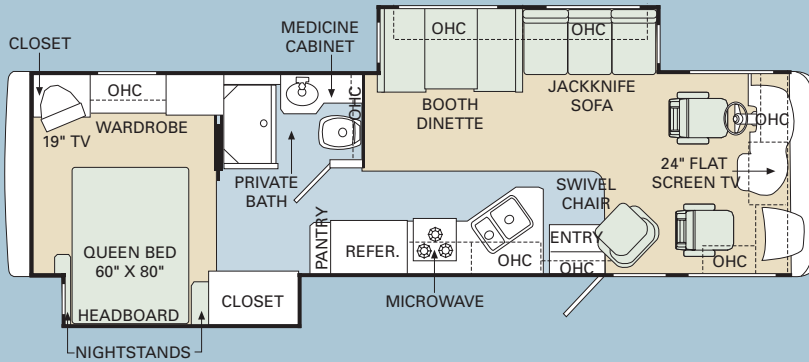 CLOSET
MEDICINE
CABINET
OHC
OHC
OHC
WARDROBE
19" TV
OHC
BOOTH
DINETTE
JACKKNIFE
SOFA
OHC
PRIVATE
BATH
24" FLAT
SCREEN TV
SWIVEL
CHAIR
PANTRY
REFER.
ENTRY
OHC
OHC
OHC
QUEEN BED
60" X 80"
HEADBOARD
CLOSET
MICROWAVE
NIGHTSTANDS